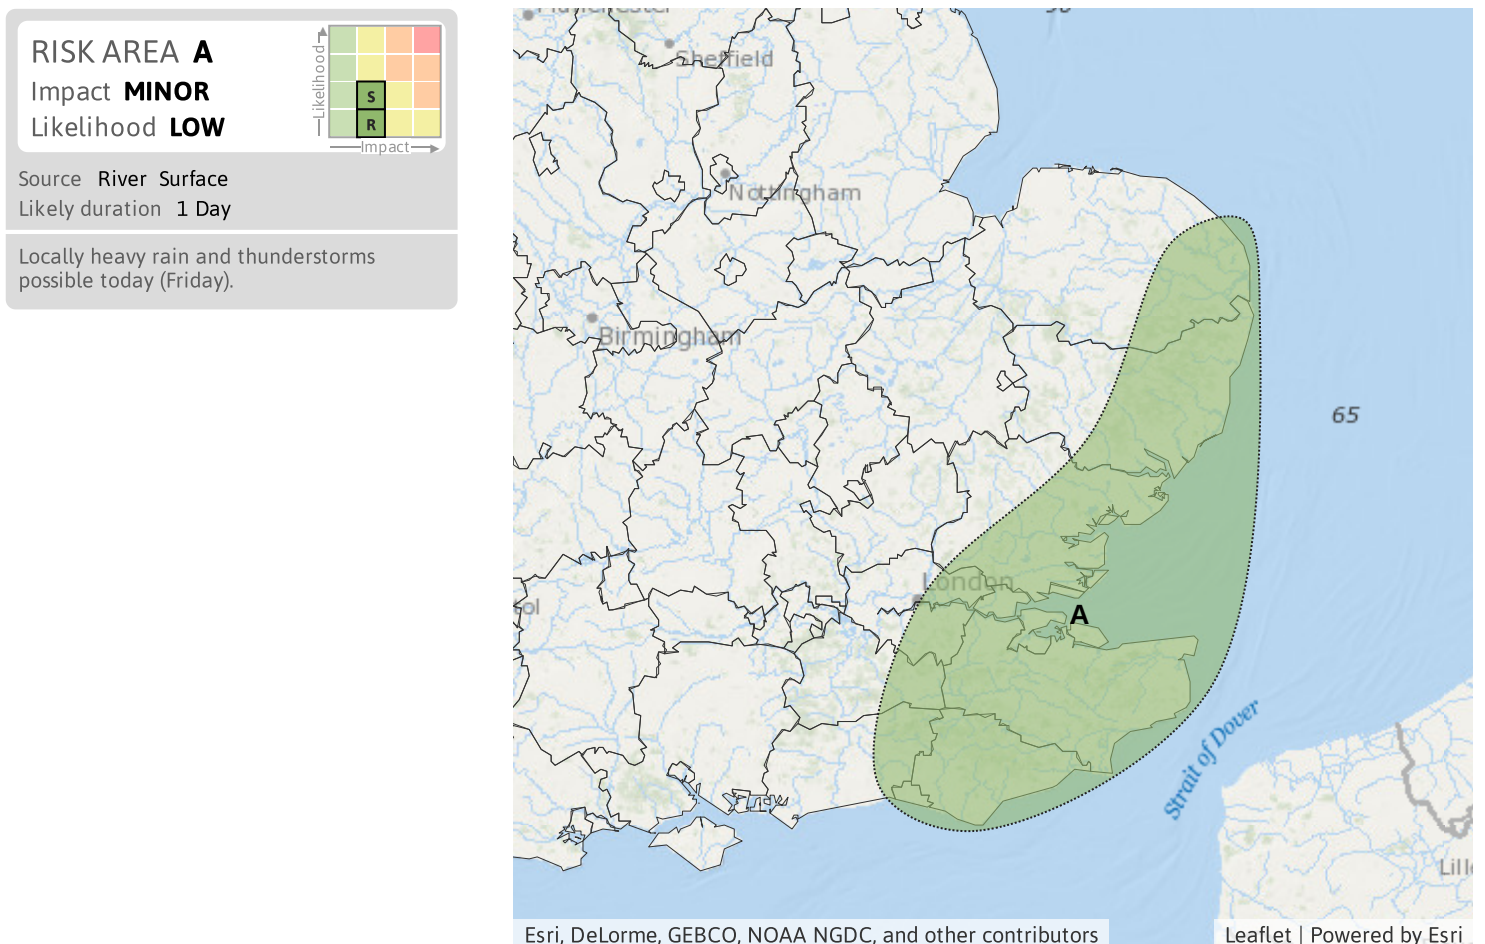 RISK AREA A
Impact MINOR
Likelihood LOW
Likelihood
S
R
Impact
Source River Surface
Likely duration 1 Day
Locally heavy rain and thunderstorms
possible today (Friday).
Sheffield
Nottingham
Birmingham
65
London
A
tol
Strait of Dover
Lill
Esri, DeLorme, GEBCO, NOAA NGDC, and other contributors
Leaflet | Powered by Esri